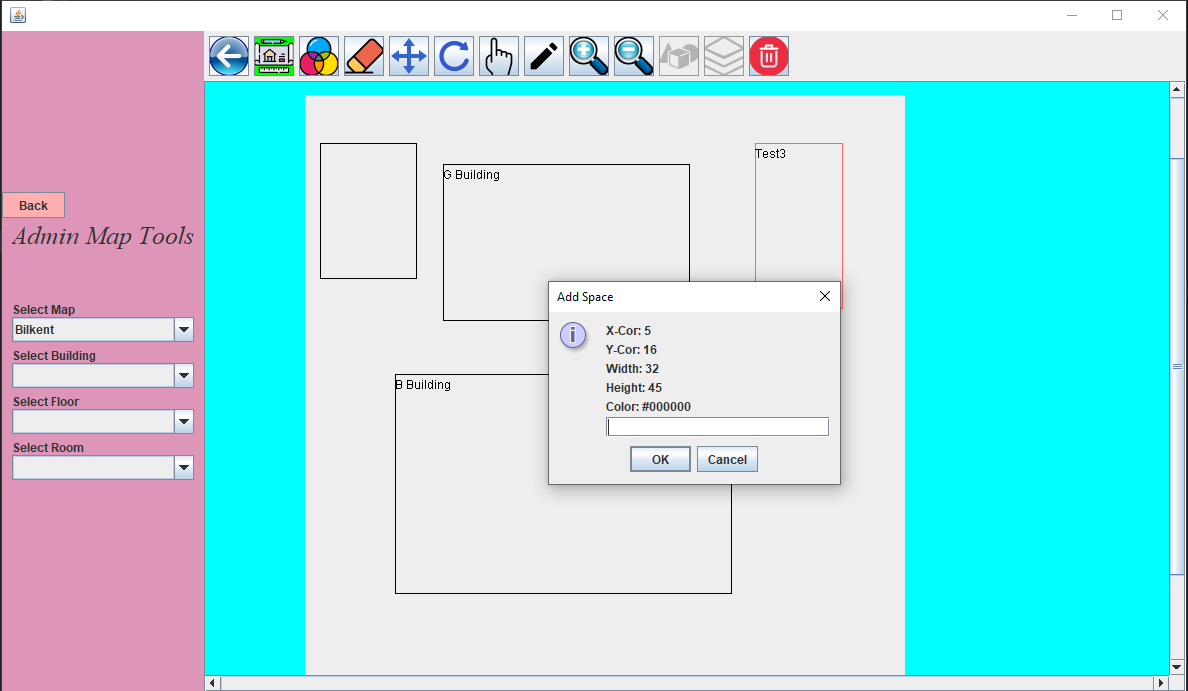 Test3
G Building
Back
Admin Map Tools
Add Space
Select Map
Bilkent
X-Cor: 5
Y-Cor: 16
Width: 32
Height: 45
Color: #000000
Select Building
B Building
Select Floor
Select Room
OK
Cancel